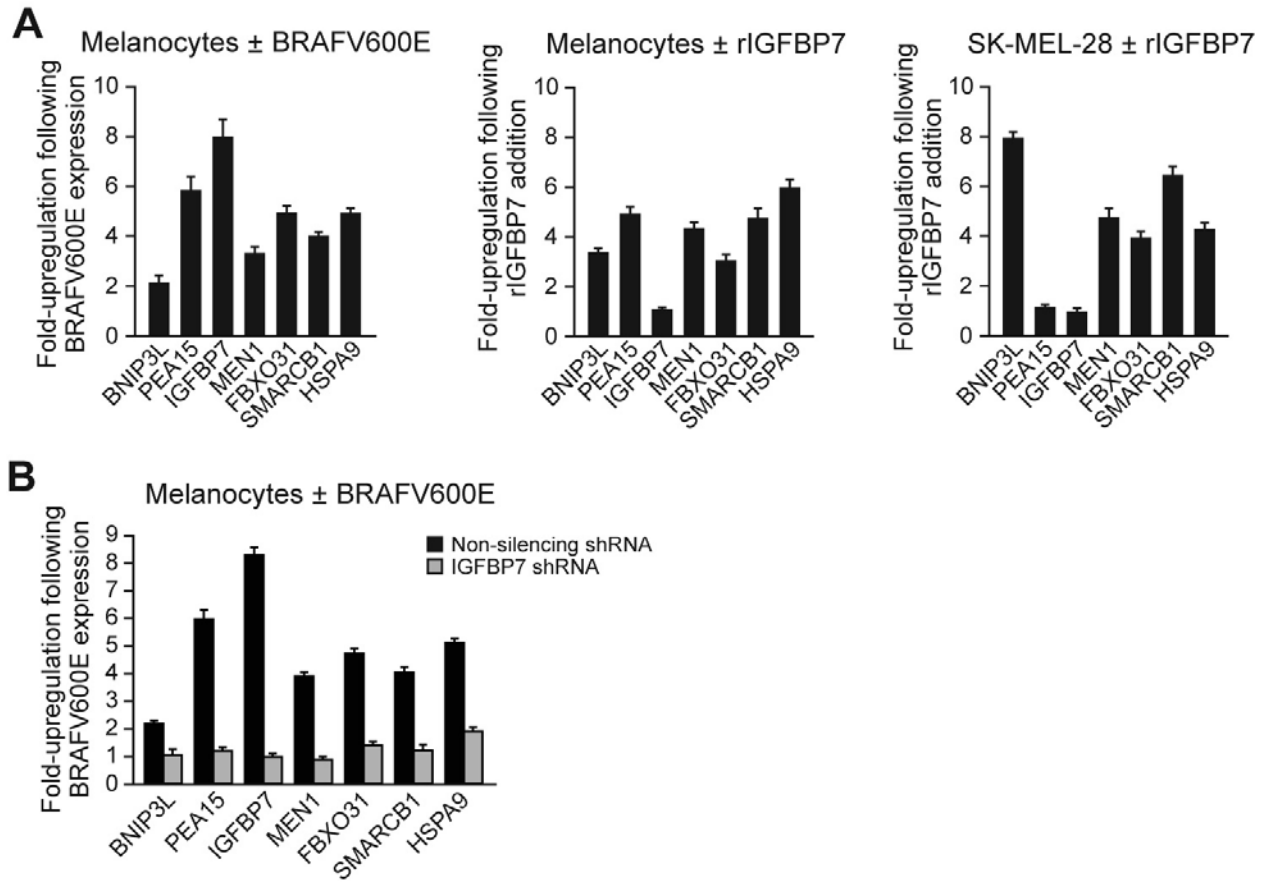 A
Melanocytes ± BRAFV600E
Fold-upregulation following
BRAFV600E expression
10
8
6
4
2
0
BNIP3L
PEA15
IGFBP7
MEN1
FBXO31
SMARCB1
HSPA9
Melanocytes ± rIGFBP7
Fold-upregulation following
rIGFBP7 addition
10
8
6
4
2
0
BNIP3L
PEA15
IGFBP7
MEN1
FBXO31
SMARCB1
HSPA9
SK-MEL-28 ± rIGFBP7
Fold-upregulation following
rIGFBP7 addition
10
8
6
4
2
0
BNIP3L
PEA15
IGFBP7
MEN1
FBXO31
SMARCB1
HSPA9
B
Melanocytes ± BRAFV600E
Fold-upregulation following
BRAFV600E expression
9
8
7
6
5
4
3
2
1
0
Non-silencing shRNA
IGFBP7 shRNA
BNIP3L
PEA15
IGFBP7
MEN1
FBXO31
SMARCB1
HSPA9